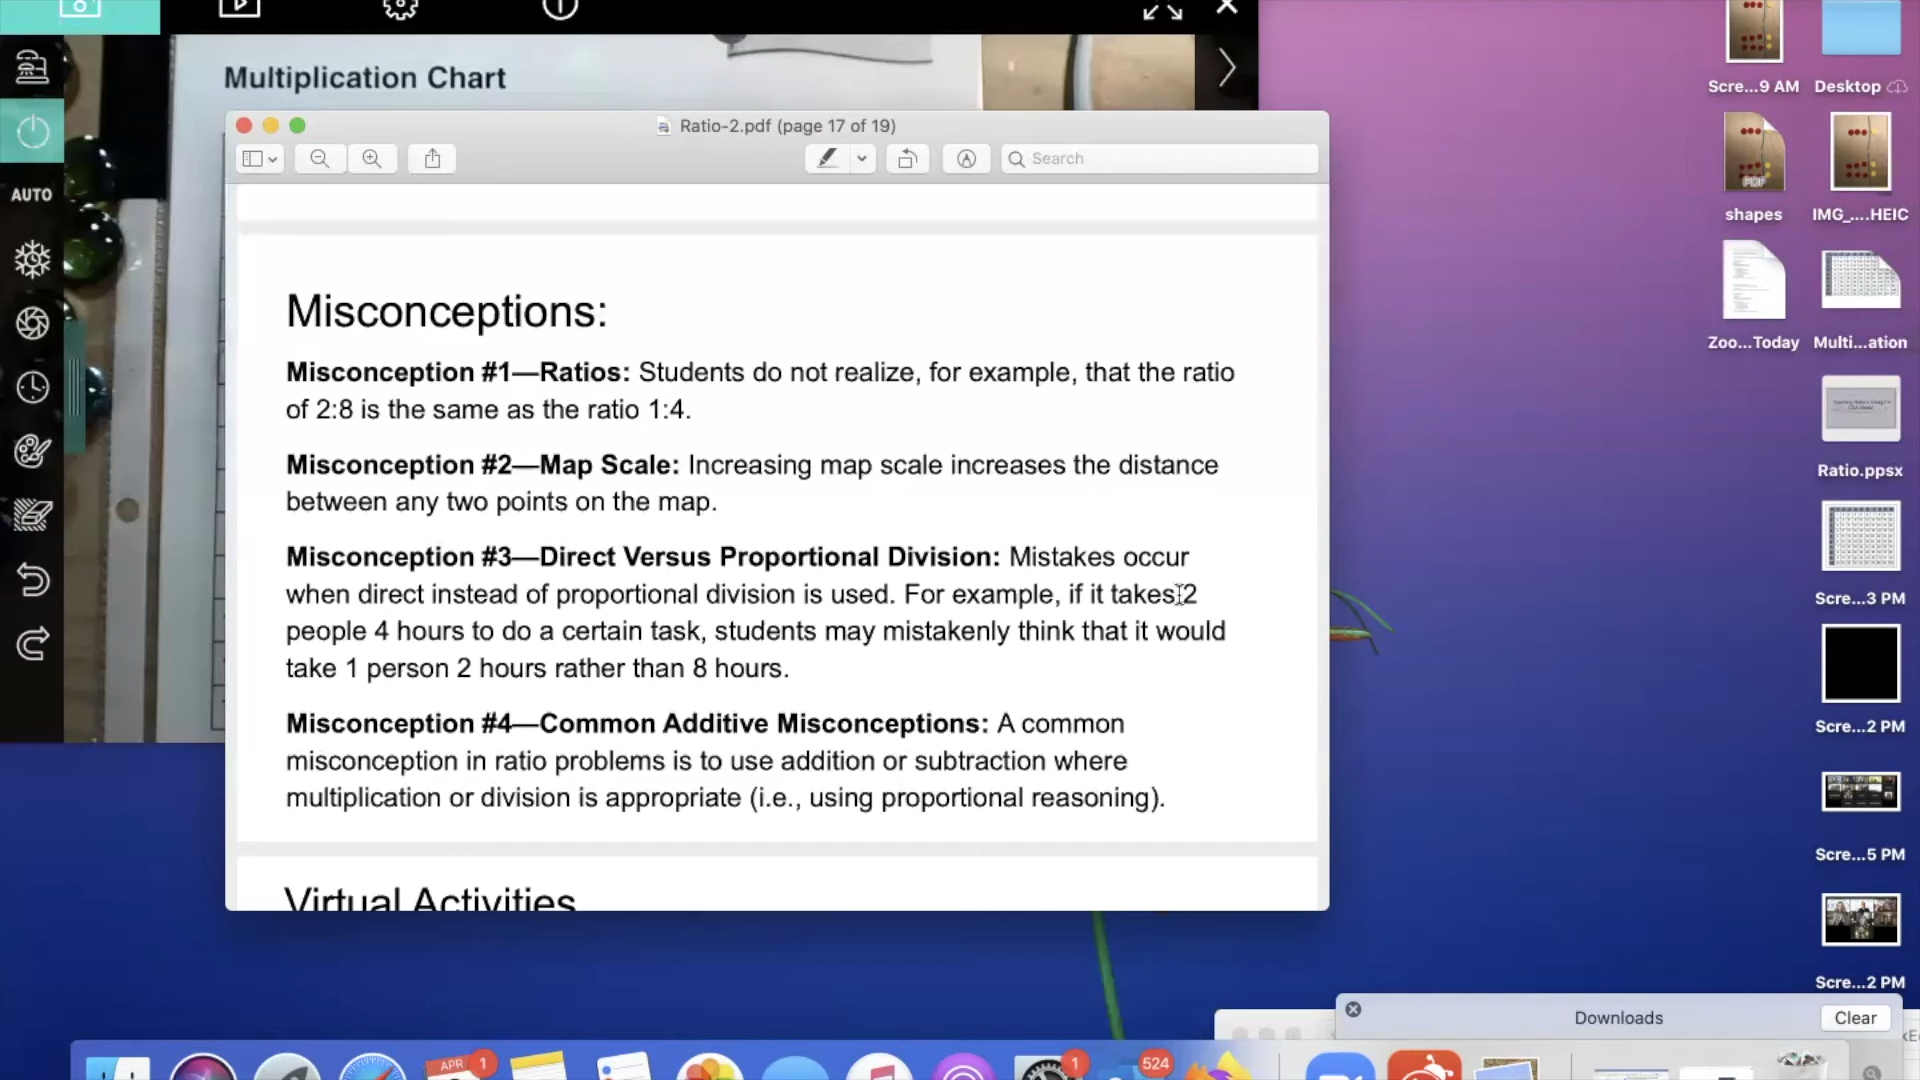 Multiplication Chart
Ratio-2.pdf (page 17 of 19)
Search
AUTO
Misconceptions:
Misconception #1—Ratios: Students do not realize, for example, that the ratio
of 2:8 is the same as the ratio 1:4.
Misconception #2—Map Scale: Increasing map scale increases the distance
between any two points on the map.
Misconception #3—Direct Versus Proportional Division: Mistakes occur
when direct instead of proportional division is used. For example, if it takes 2
people 4 hours to do a certain task, students may mistakenly think that it would
take 1 person 2 hours rather than 8 hours.
Misconception #4—Common Additive Misconceptions: A common
misconception in ratio problems is to use addition or subtraction where
multiplication or division is appropriate (i.e., using proportional reasoning).
Virtual Activities
Scre...9 AM
Desktop
PDF
shapes
IMG_....HEIC
Zoo...Today
Multi...ation
Ratio.ppsx
Scre...3 PM
Scre...2 PM
Scre...5 PM
Scre...2 PM
Downloads
Clear
APR
1
1
524